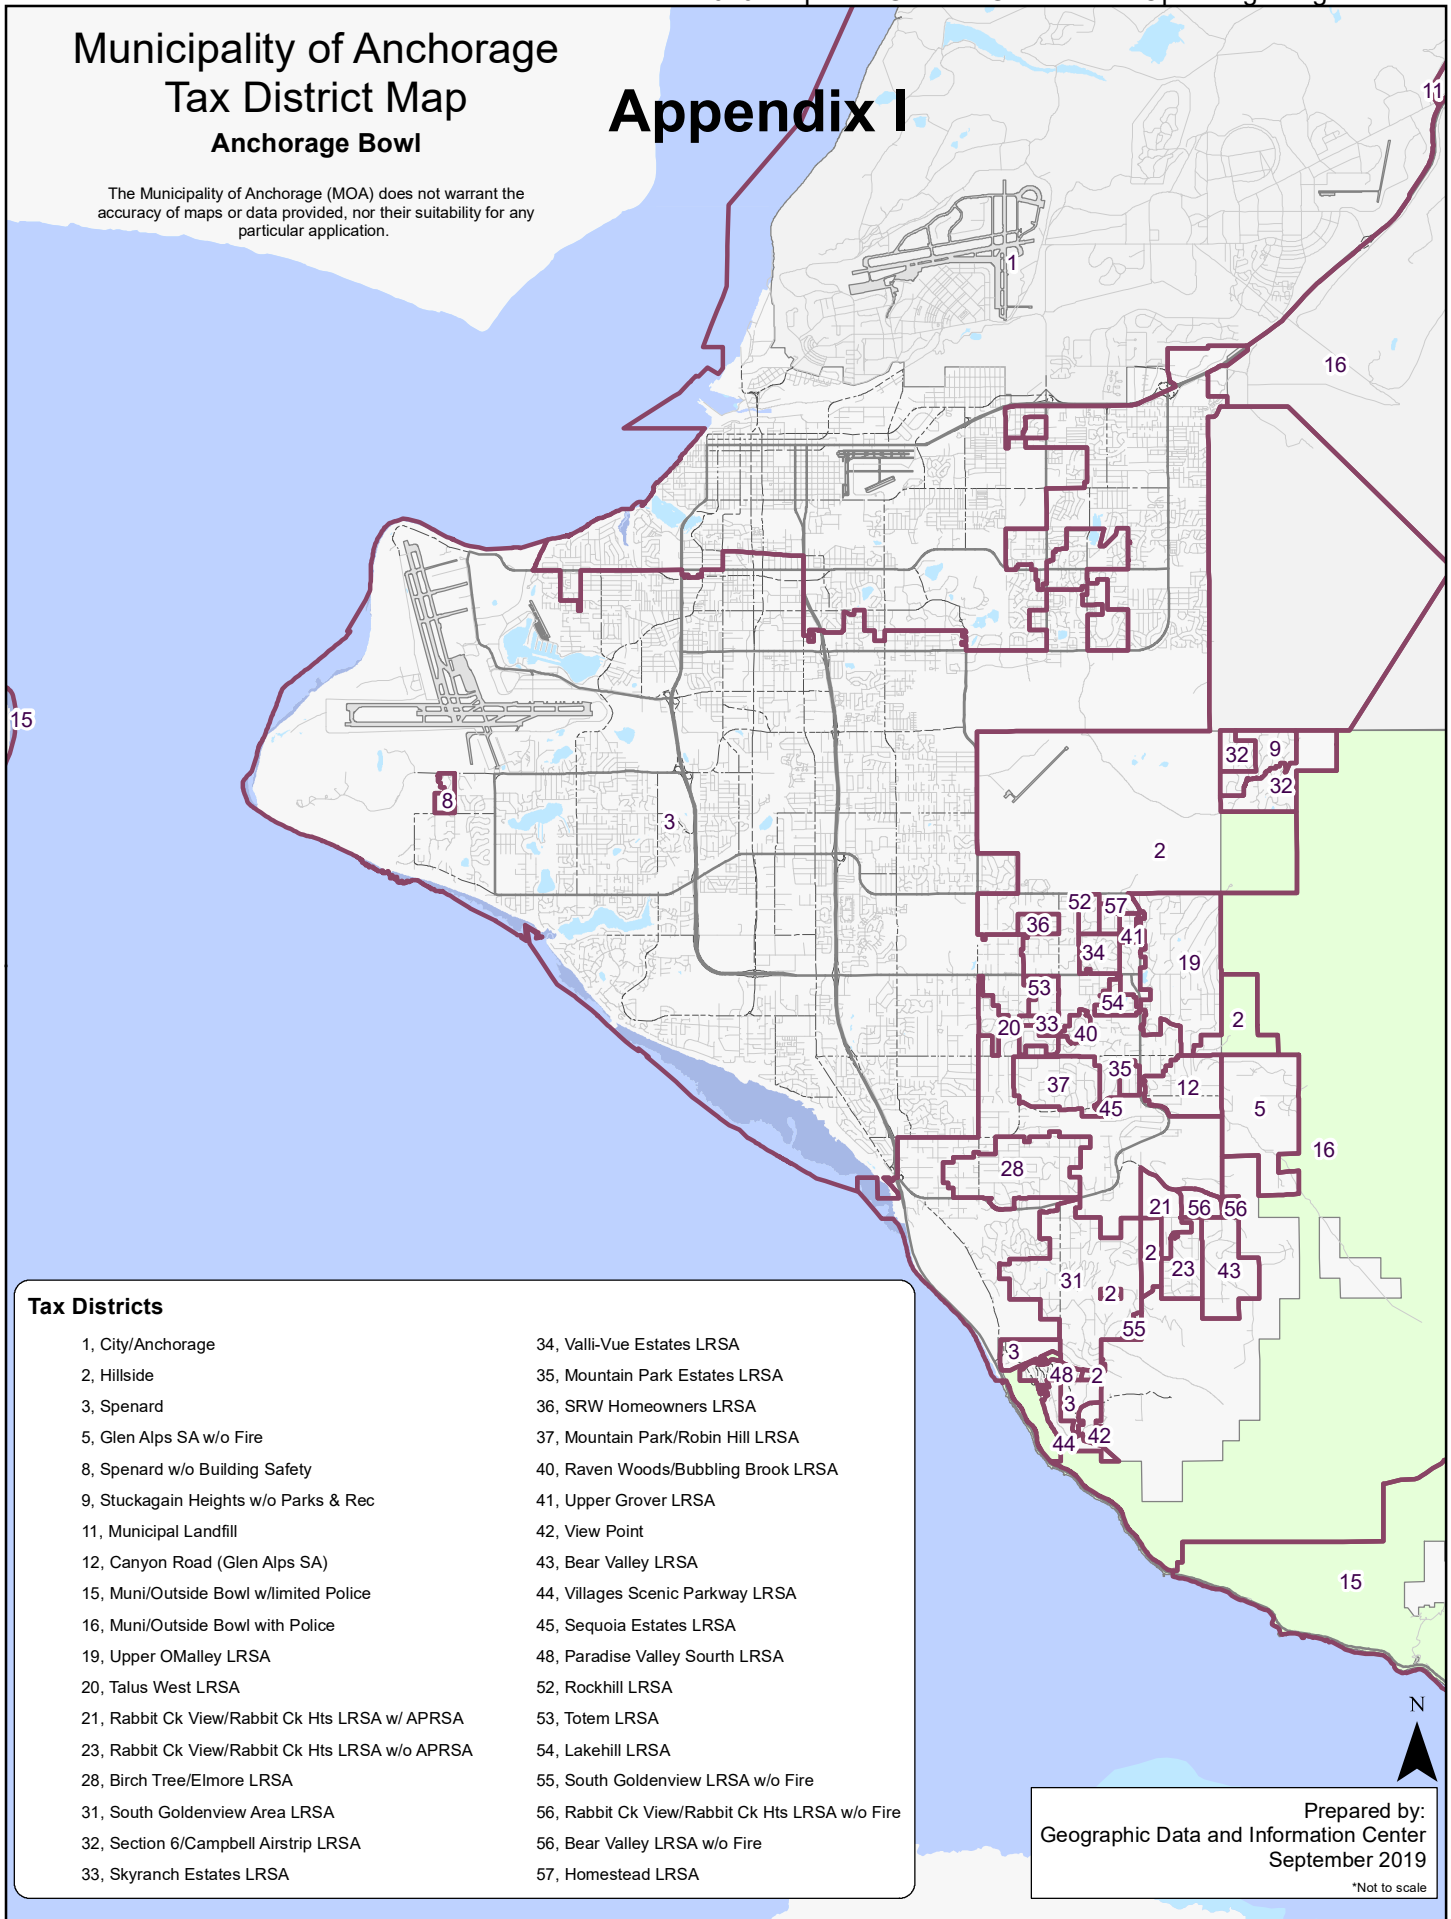 Municipality of Anchorage
Tax District Map
Anchorage Bowl
Appendix I
The Municipality of Anchorage (MOA) does not warrant the
accuracy of maps or data provided, nor their suitability for any
particular application.
11
1
16
15
8
3
32
9
32
2
52
57
36
41
34
19
53
54
2
20
33
40
35
37
12
45
5
16
28
21
56
56
2
23
43
31
2
55
3
48
2
3
42
44
15
Tax Districts
1, City/Anchorage
2, Hillside
3, Spenard
5, Glen Alps SA w/o Fire
8, Spenard w/o Building Safety
9, Stuckagain Heights w/o Parks & Rec
11, Municipal Landfill
12, Canyon Road (Glen Alps SA)
15, Muni/Outside Bowl w/limited Police
16, Muni/Outside Bowl with Police
19, Upper OMalley LRSA
20, Talus West LRSA
21, Rabbit Ck View/Rabbit Ck Hts LRSA w/ APRSA
23, Rabbit Ck View/Rabbit Ck Hts LRSA w/o APRSA
28, Birch Tree/Elmore LRSA
31, South Goldenview Area LRSA
32, Section 6/Campbell Airstrip LRSA
33, Skyranch Estates LRSA
34, Valli-Vue Estates LRSA
35, Mountain Park Estates LRSA
36, SRW Homeowners LRSA
37, Mountain Park/Robin Hill LRSA
40, Raven Woods/Bubbling Brook LRSA
41, Upper Grover LRSA
42, View Point
43, Bear Valley LRSA
44, Villages Scenic Parkway LRSA
45, Sequoia Estates LRSA
48, Paradise Valley Sourth LRSA
52, Rockhill LRSA
53, Totem LRSA
54, Lakehill LRSA
55, South Goldenview LRSA w/o Fire
56, Rabbit Ck View/Rabbit Ck Hts LRSA w/o Fire
56, Bear Valley LRSA w/o Fire
57, Homestead LRSA
N
Prepared by:
Geographic Data and Information Center
September 2019
*Not to scale